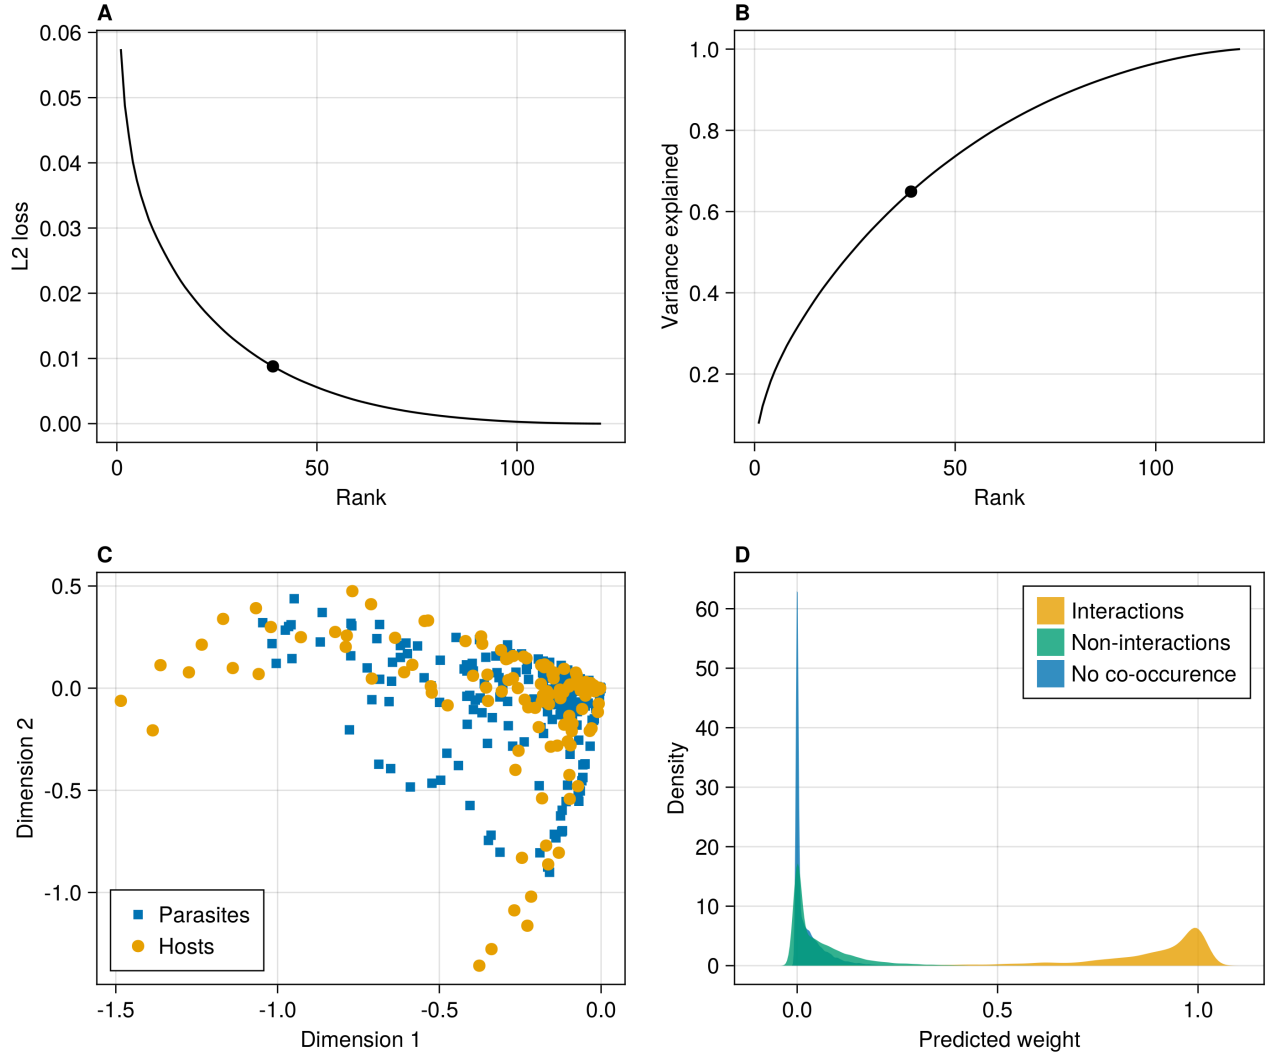 A
0.06
0.05
0.04
0.03
0.02
0.01
0.00
L2 loss
0
50
100
Rank
B
1.0
0.8
0.6
0.4
0.2
Variance explained
0
50
100
Rank
C
0.5
0.0
-0.5
-1.0
Dimension 2
Parasites
Hosts
-1.5
-1.0
-0.5
0.0
Dimension 1
D
60
50
40
30
20
10
0
Density
Interactions
Non-interactions
No co-occurence
0.0
0.5
1.0
Predicted weight